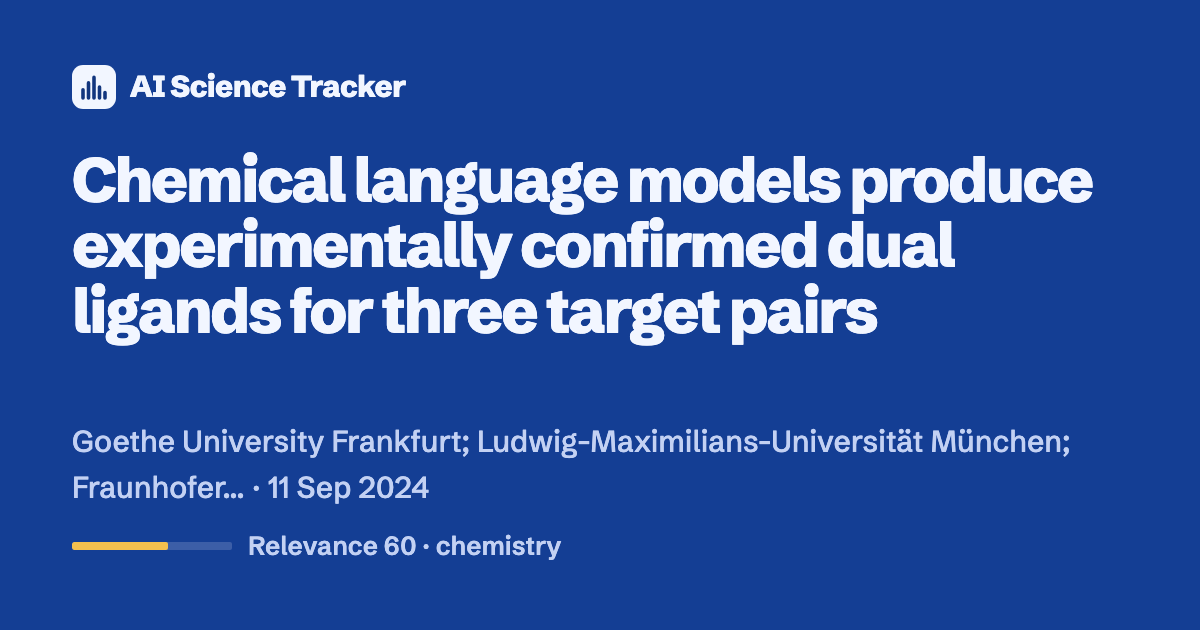 AI Science Tracker
Chemical language models produce
experimentally confirmed dual
ligands for three target pairs
Goethe University Frankfurt; Ludwig-Maximilians-Universität München;
Fraunhofer... · 11 Sep 2024
Relevance 60 · chemistry